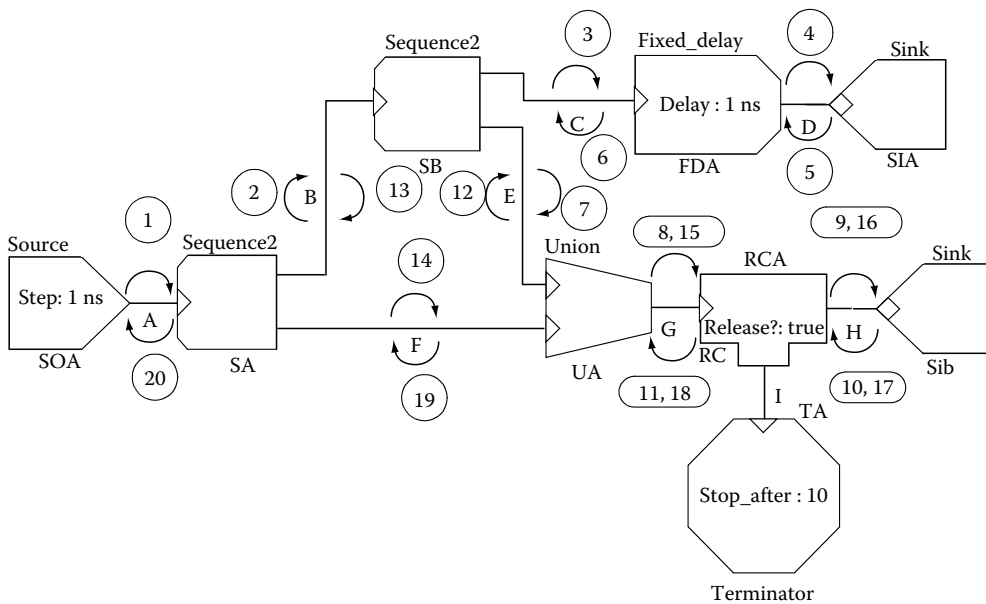 Sequence2
3
Fixed_delay
4
Sink
Delay : 1 ns
C
D
SB
FDA
SIA
6
5
2
B
13
12
E
7
1
Source
Sequence2
14
Union
8, 15
9, 16
RCA
Sink
Step: 1 ns
A
F
G
Release?: true
H
SOA
SA
UA
RC
Sib
20
19
11, 18
10, 17
I
TA
Stop_after : 10
Terminator